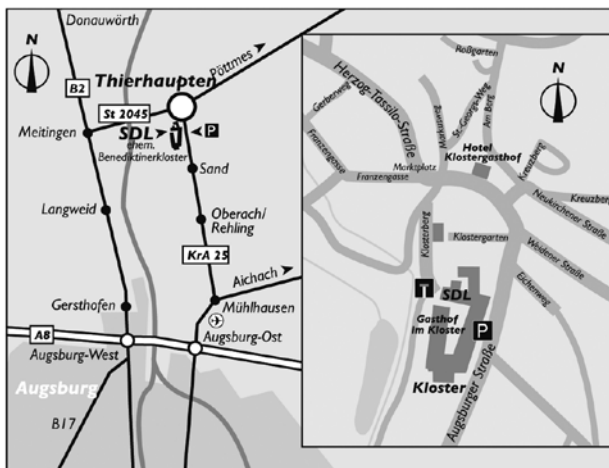 Donauwörth
N
B2
Thierhaupten
Pöttmes
St 2045
Meitingen
SDL
P
ehem.
Benediktinerkloster
Sand
Langweid
Oberach/
Rehling
KrA 25
Aichach
Gersthofen
Mühlhausen
A8
Augsburg-Ost
Augsburg-West
Augsburg
B17
Roßgarten
N
Herzog-Tassilo-Straße
Gerberweg
St.-George-Weg
Am Berg
Marktstraße
Franzengasse
Hotel
Klostergasthof
Marktplatz
Franzengasse
Kreuzberg
Kreuzberg
Neukirchener Straße
Klosterberg
Klostergarten
Weidener Straße
Eichenweg
T
SDL
Gasthof
im Kloster
P
Kloster
Augsburger Straße